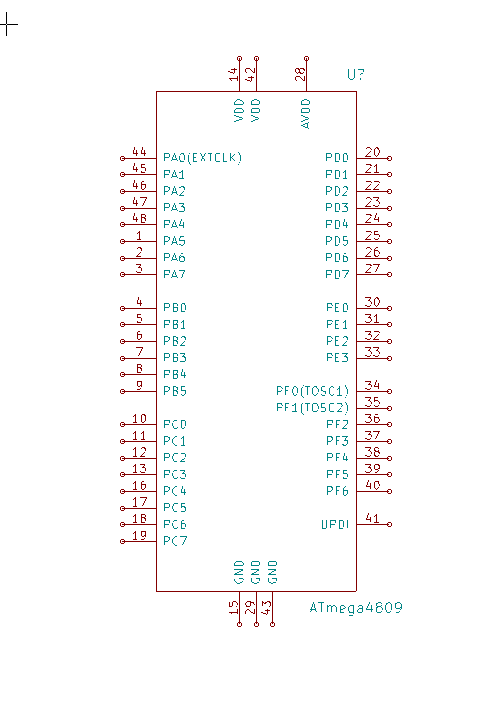 14 42 28 U?
VDD VDD AVDD
44 PA0(EXTCLK) PD0 20
45 PA1 PD1 21
46 PA2 PD2 22
47 PA3 PD3 23
48 PA4 PD4 24
1 PA5 PD5 25
2 PA6 PD6 26
3 PA7 PD7 27
4 PB0 PE0 30
5 PB1 PE1 31
6 PB2 PE2 32
7 PB3 PE3 33
8 PB4
9 PB5 PF0(TOSC1) 34
PF1(TOSC2) 35
10 PC0 PF2 36
11 PC1 PF3 37
12 PC2 PF4 38
13 PC3 PF5 39
16 PC4 PF6 40
17 PC5
18 PC6 UPDI 41
19 PC7
GND GND GND
15 29 43 ATmega4809